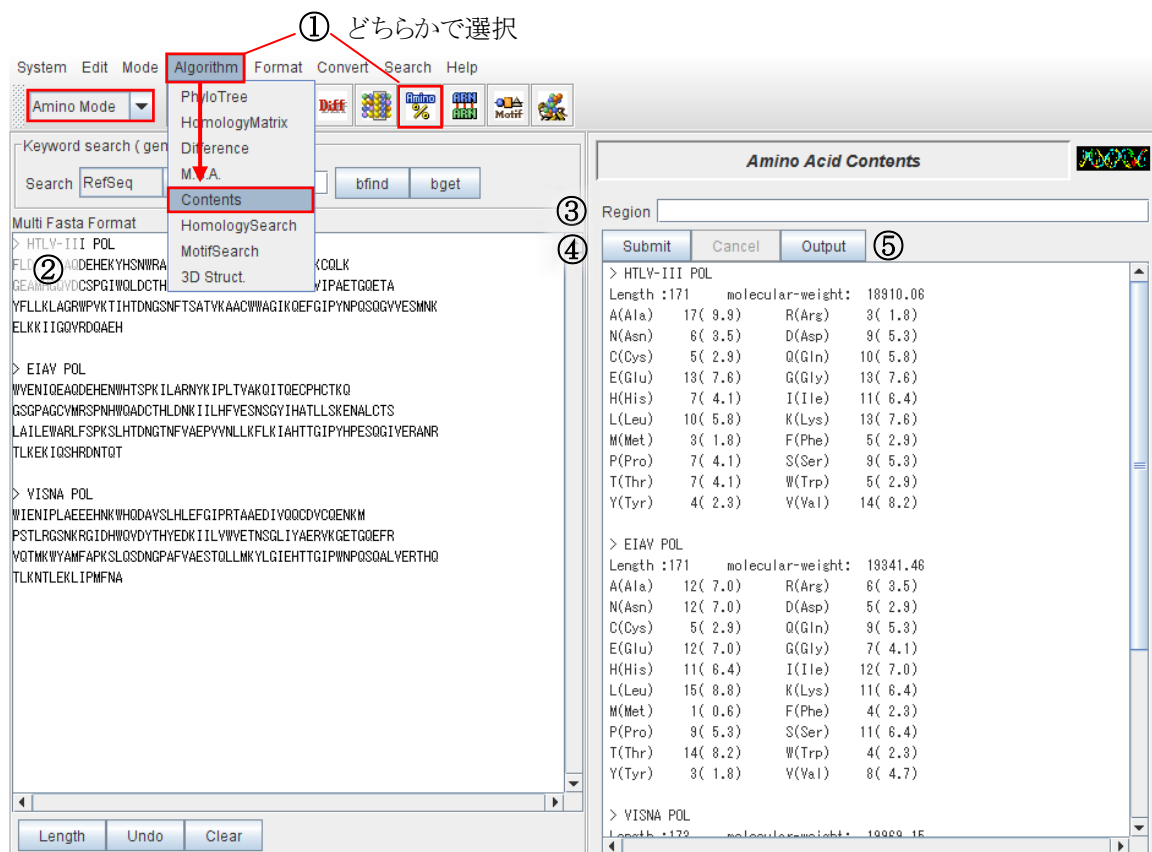 ① どちらかで選択
System Edit Mode Algorithm Format Convert Search Help
Amino Mode
PhyloTree
HomologyMatrix
Difference
Contents
HomologySearch
MotifSearch
3D Struct.
Diff
Amino %
ARN ARN
Motif
Keyword search ( gen
Search RefSeq
bfind bget
Multi Fasta Format
②
> HTLV-III POL
YFLLKLAGRWPVKTIHTDNGSNFTSATVKAACWWAGIKQEFGIPYNPQSQGVVESMNK
ELKKIIGQVRDQAEH
> EIAV POL
WVENIQEAQDEHENWHTSPKILARNYKIPLTVAKQITQECPHCTKQ
GSGPAGCVMRSPNHWQADCTHLDNKIILHFVESNSGYIHATLLSKENALCTS
LAILEWARLFSPKSLHTDNGTNFVAEPVVNLLKFLKIAHTTGIPYHPESQGIVERANR
TLKEKIQSHRDNTQT
> VISNA POL
WIENIPLAEEEHNKWHQDAVSLHLEFGIPRTAAEDIVQQCDVCQENKM
PSTLRGSNKRGIDHWQVDYTHYEDKIILVWVETNSGLIYAERVKGETGQEFR
VQTMKWYAMFAPKSLQSDNGPAFVAESTQLLMKYLGIEHTTGIPWNPQSQALVERTHQ
TLKNTLEKLIPMFNA
Length Undo Clear
Amino Acid Contents
③ Region
④ Submit Cancel Output ⑤
> HTLV-III POL
Length :171 molecular-weight: 18910.06
A(Ala) 17( 9.9) R(Arg) 3( 1.8)
N(Asn) 6( 3.5) D(Asp) 9( 5.3)
C(Cys) 5( 2.9) Q(Gln) 10( 5.8)
E(Glu) 13( 7.6) G(Gly) 13( 7.6)
H(His) 7( 4.1) I(Ile) 11( 6.4)
L(Leu) 10( 5.8) K(Lys) 13( 7.6)
M(Met) 3( 1.8) F(Phe) 5( 2.9)
P(Pro) 7( 4.1) S(Ser) 9( 5.3)
T(Thr) 7( 4.1) W(Trp) 5( 2.9)
Y(Tyr) 4( 2.3) V(Val) 14( 8.2)
> EIAV POL
Length :171 molecular-weight: 19341.46
A(Ala) 12( 7.0) R(Arg) 6( 3.5)
N(Asn) 12( 7.0) D(Asp) 5( 2.9)
C(Cys) 5( 2.9) Q(Gln) 9( 5.3)
E(Glu) 12( 7.0) G(Gly) 7( 4.1)
H(His) 11( 6.4) I(Ile) 12( 7.0)
L(Leu) 15( 8.8) K(Lys) 11( 6.4)
M(Met) 1( 0.6) F(Phe) 4( 2.3)
P(Pro) 9( 5.3) S(Ser) 11( 6.4)
T(Thr) 14( 8.2) W(Trp) 4( 2.3)
Y(Tyr) 3( 1.8) V(Val) 8( 4.7)
> VISNA POL
Length :173 molecular-weight: 19969.15